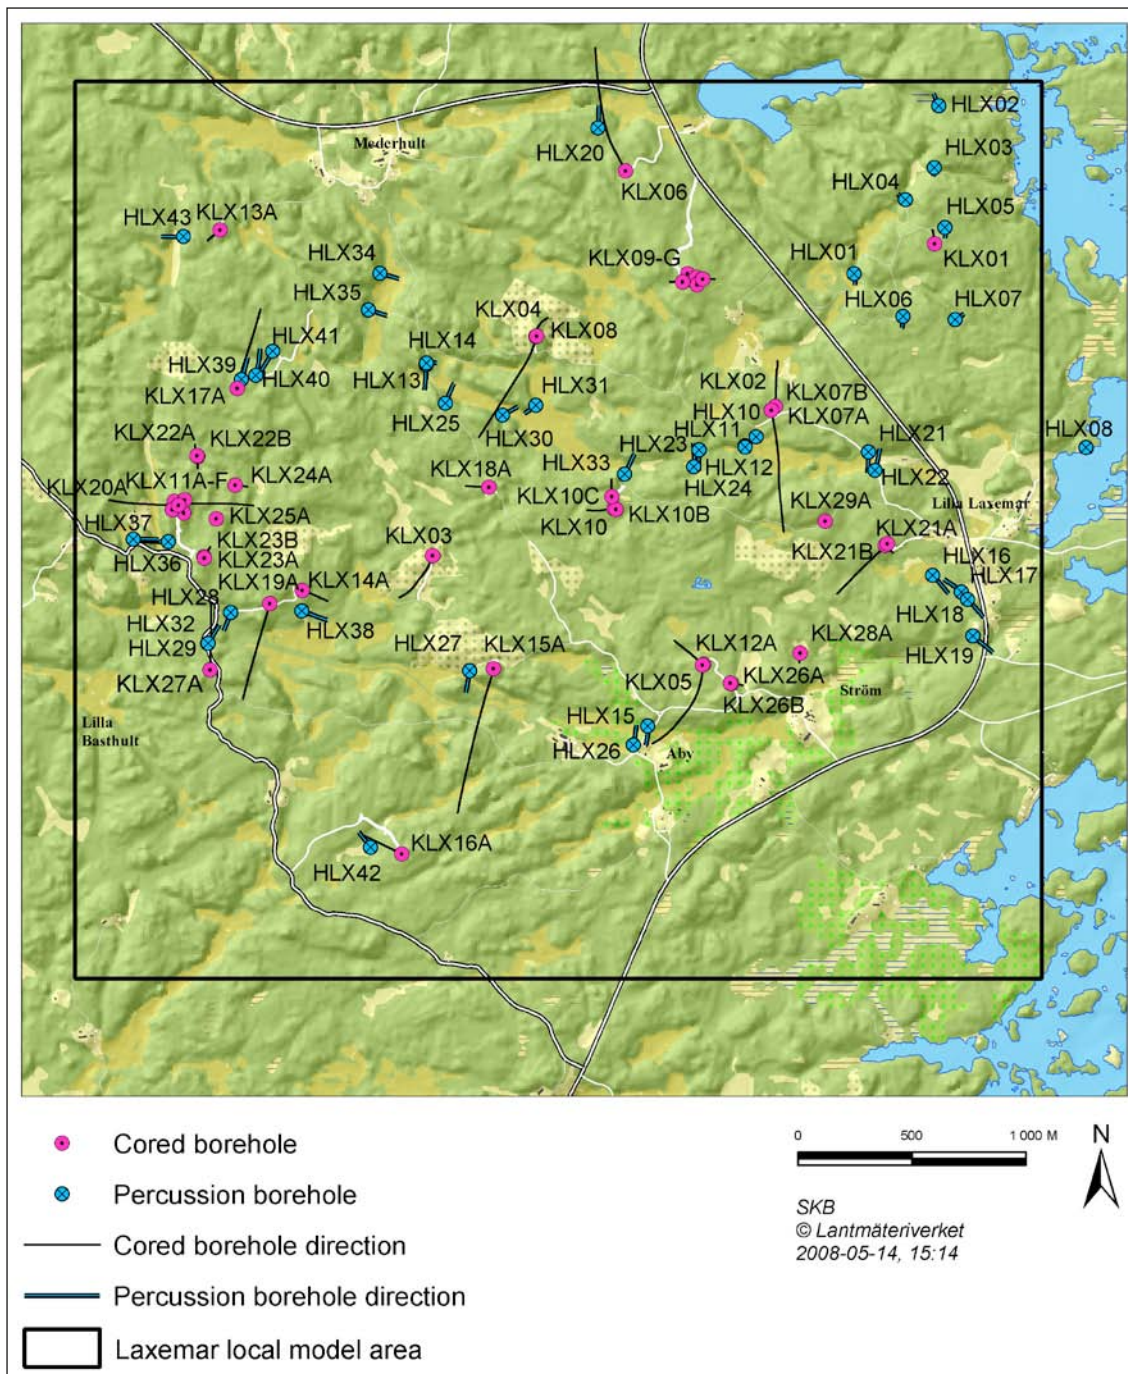 HLX02
Mederhult
HLX03
HLX20
KLX06
HLX04
HLX05
HLX43
KLX13A
KLX01
HLX34
KLX09-G
HLX01
HLX35
HLX06
HLX07
KLX04
KLX08
HLX41
HLX14
HLX39
HLX40
HLX13
KLX17A
HLX31
KLX02
KLX07B
HLX25
HLX30
HLX10
KLX07A
HLX11
HLX21
HLX08
KLX22A
KLX22B
HLX23
HLX12
HLX33
HLX22
KLX24A
KLX18A
HLX24
KLX20A
KLX11A-F
KLX10C
KLX29A
Lilla Laxemar
KLX25A
KLX10
KLX10B
HLX37
KLX21A
KLX23B
KLX03
KLX21B
HLX36
KLX23A
HLX16
KLX19A
KLX14A
HLX17
HLX28
HLX18
HLX32
HLX38
HLX19
HLX29
HLX27
KLX15A
KLX12A
KLX28A
KLX27A
KLX05
KLX26A
Ström
KLX26B
Lilla
Basthult
HLX15
HLX26
Aby
KLX16A
HLX42
Cored borehole
Percussion borehole
Cored borehole direction
Percussion borehole direction
Laxemar local model area
0 500 1 000 M
N
SKB
© Lantmäteriverket
2008-05-14, 15:14